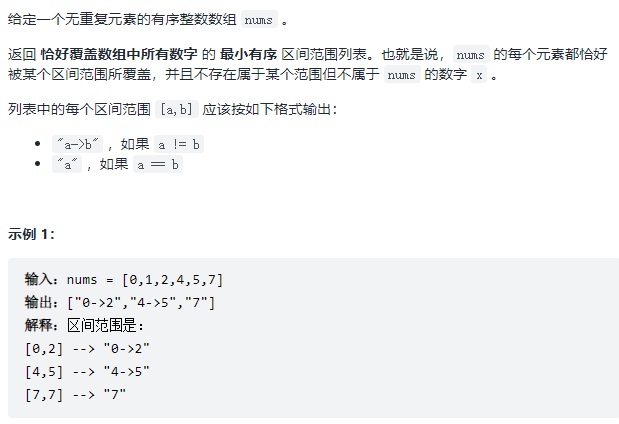 给定一个无重复元素的有序整数数组 nums 。
返回 恰好覆盖数组中所有数字 的 最小有序 区间范围列表。也就是说，nums 的每个元素都恰好
被某个区间范围所覆盖，并且不存在属于某个范围但不属于 nums 的数字 x 。
列表中的每个区间范围 [a,b] 应该按如下格式输出：
• "a->b" ，如果 a != b
• "a" ，如果 a == b
示例 1：
输入：nums = [0,1,2,4,5,7]
输出：["0->2","4->5","7"]
解释：区间范围是：
[0,2] --> "0->2"
[4,5] --> "4->5"
[7,7] --> "7"